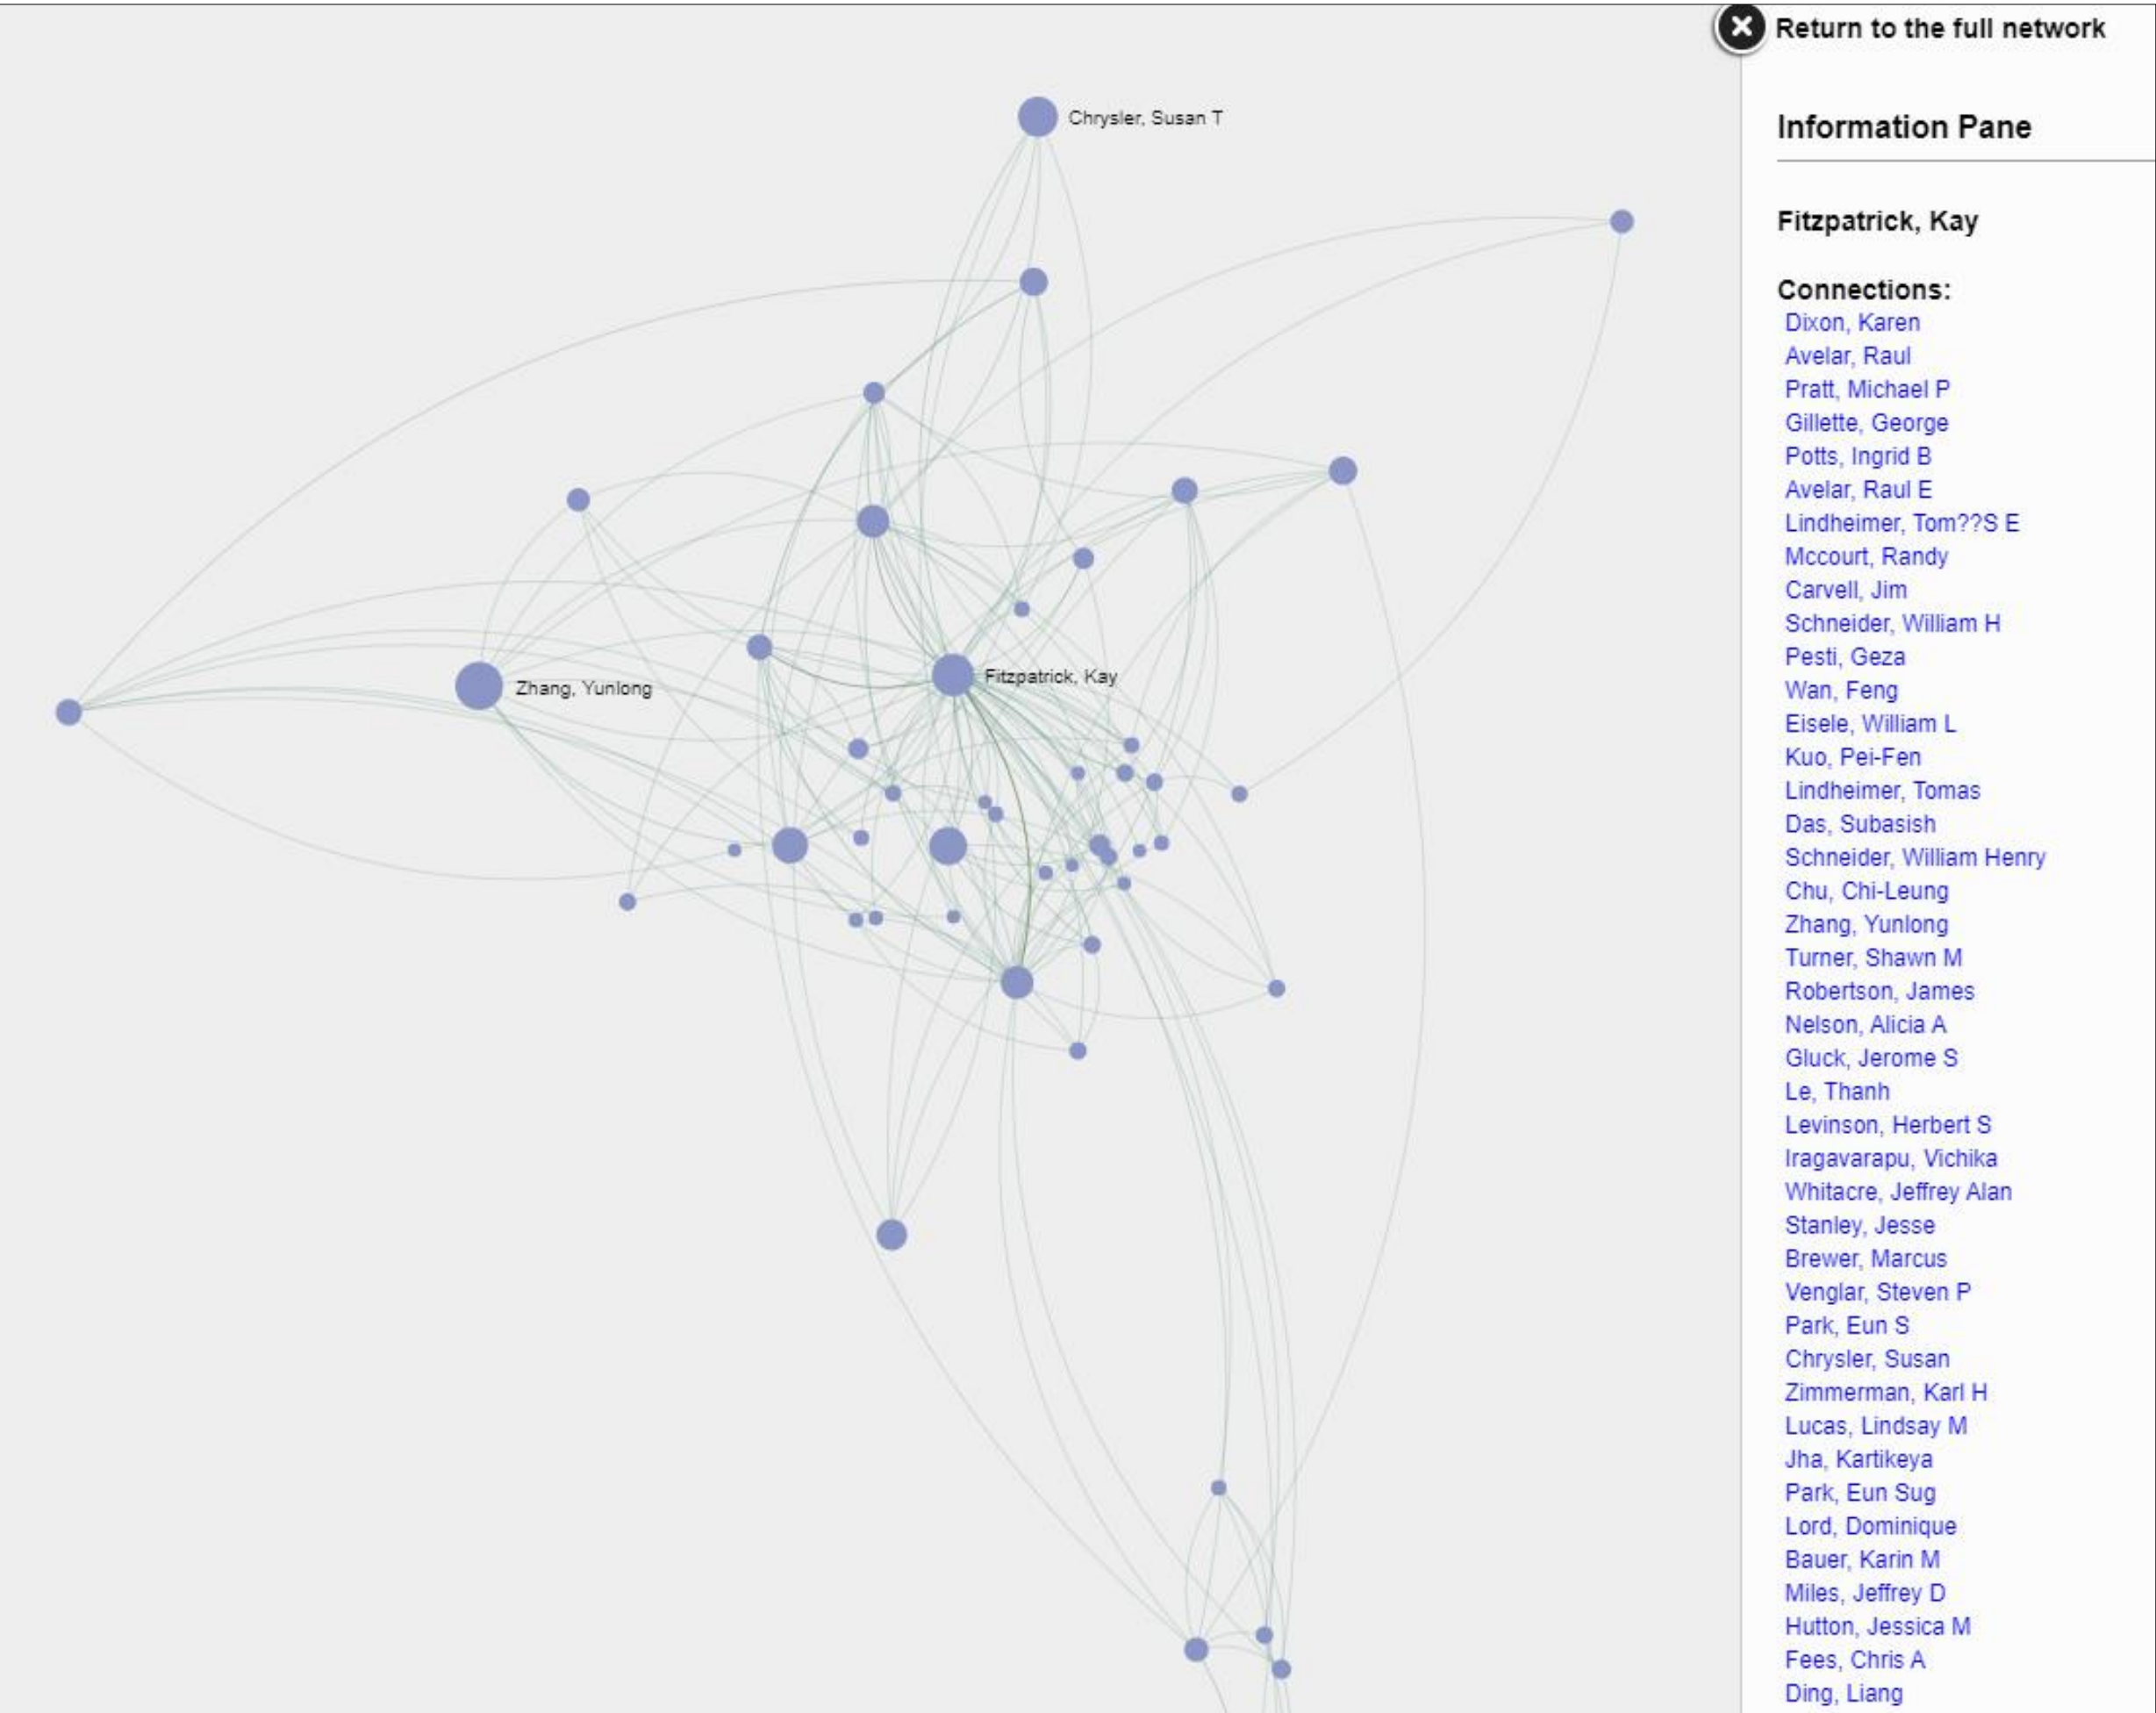 Return to the full network
Chrysler, Susan T
Zhang, Yunlong
Fitzpatrick, Kay
Information Pane
Fitzpatrick, Kay
Connections:
Dixon, Karen
Avelar, Raul
Pratt, Michael P
Gillette, George
Potts, Ingrid B
Avelar, Raul E
Lindheimer, Tom??S E
Mccourt, Randy
Carvell, Jim
Schneider, William H
Pesti, Geza
Wan, Feng
Eisele, William L
Kuo, Pei-Fen
Lindheimer, Tomas
Das, Subasish
Schneider, William Henry
Chu, Chi-Leung
Zhang, Yunlong
Turner, Shawn M
Robertson, James
Nelson, Alicia A
Gluck, Jerome S
Le, Thanh
Levinson, Herbert S
Iragavarapu, Vichika
Whitacre, Jeffrey Alan
Stanley, Jesse
Brewer, Marcus
Venglar, Steven P
Park, Eun S
Chrysler, Susan
Zimmerman, Karl H
Lucas, Lindsay M
Jha, Kartikeya
Park, Eun Sug
Lord, Dominique
Bauer, Karin M
Miles, Jeffrey D
Hutton, Jessica M
Fees, Chris A
Ding, Liang